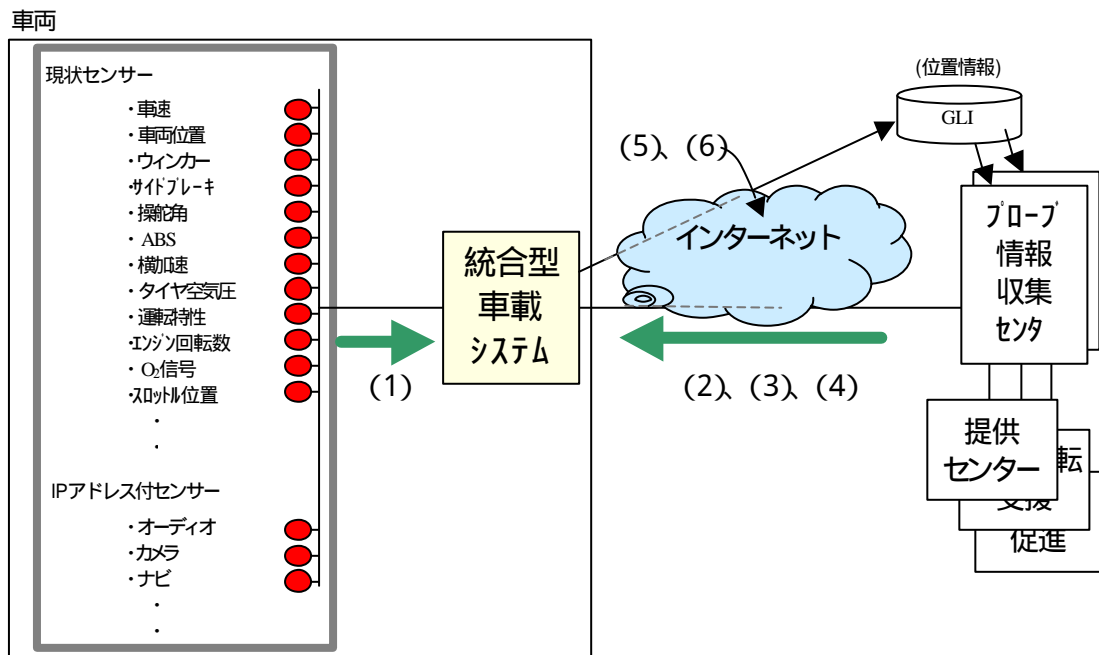 車両
現状センサー
・車速
・車両位置
・ウィンカー
・サイドブレーキ
・操舵角
・ABS
・横加速
・タイヤ空気圧
・運転特性
・エンジン回転数
・O₂信号
・スロットル位置
・
・
IPアドレス付センサー
・オーディオ
・カメラ
・ナビ
・
・
(1)
統合型
車載
システム
(5)、(6)
インターネット
(2)、(3)、(4)
(位置情報)
GLI
プローブ
情報
収集
センタ
提供
センター
転
支援
促進